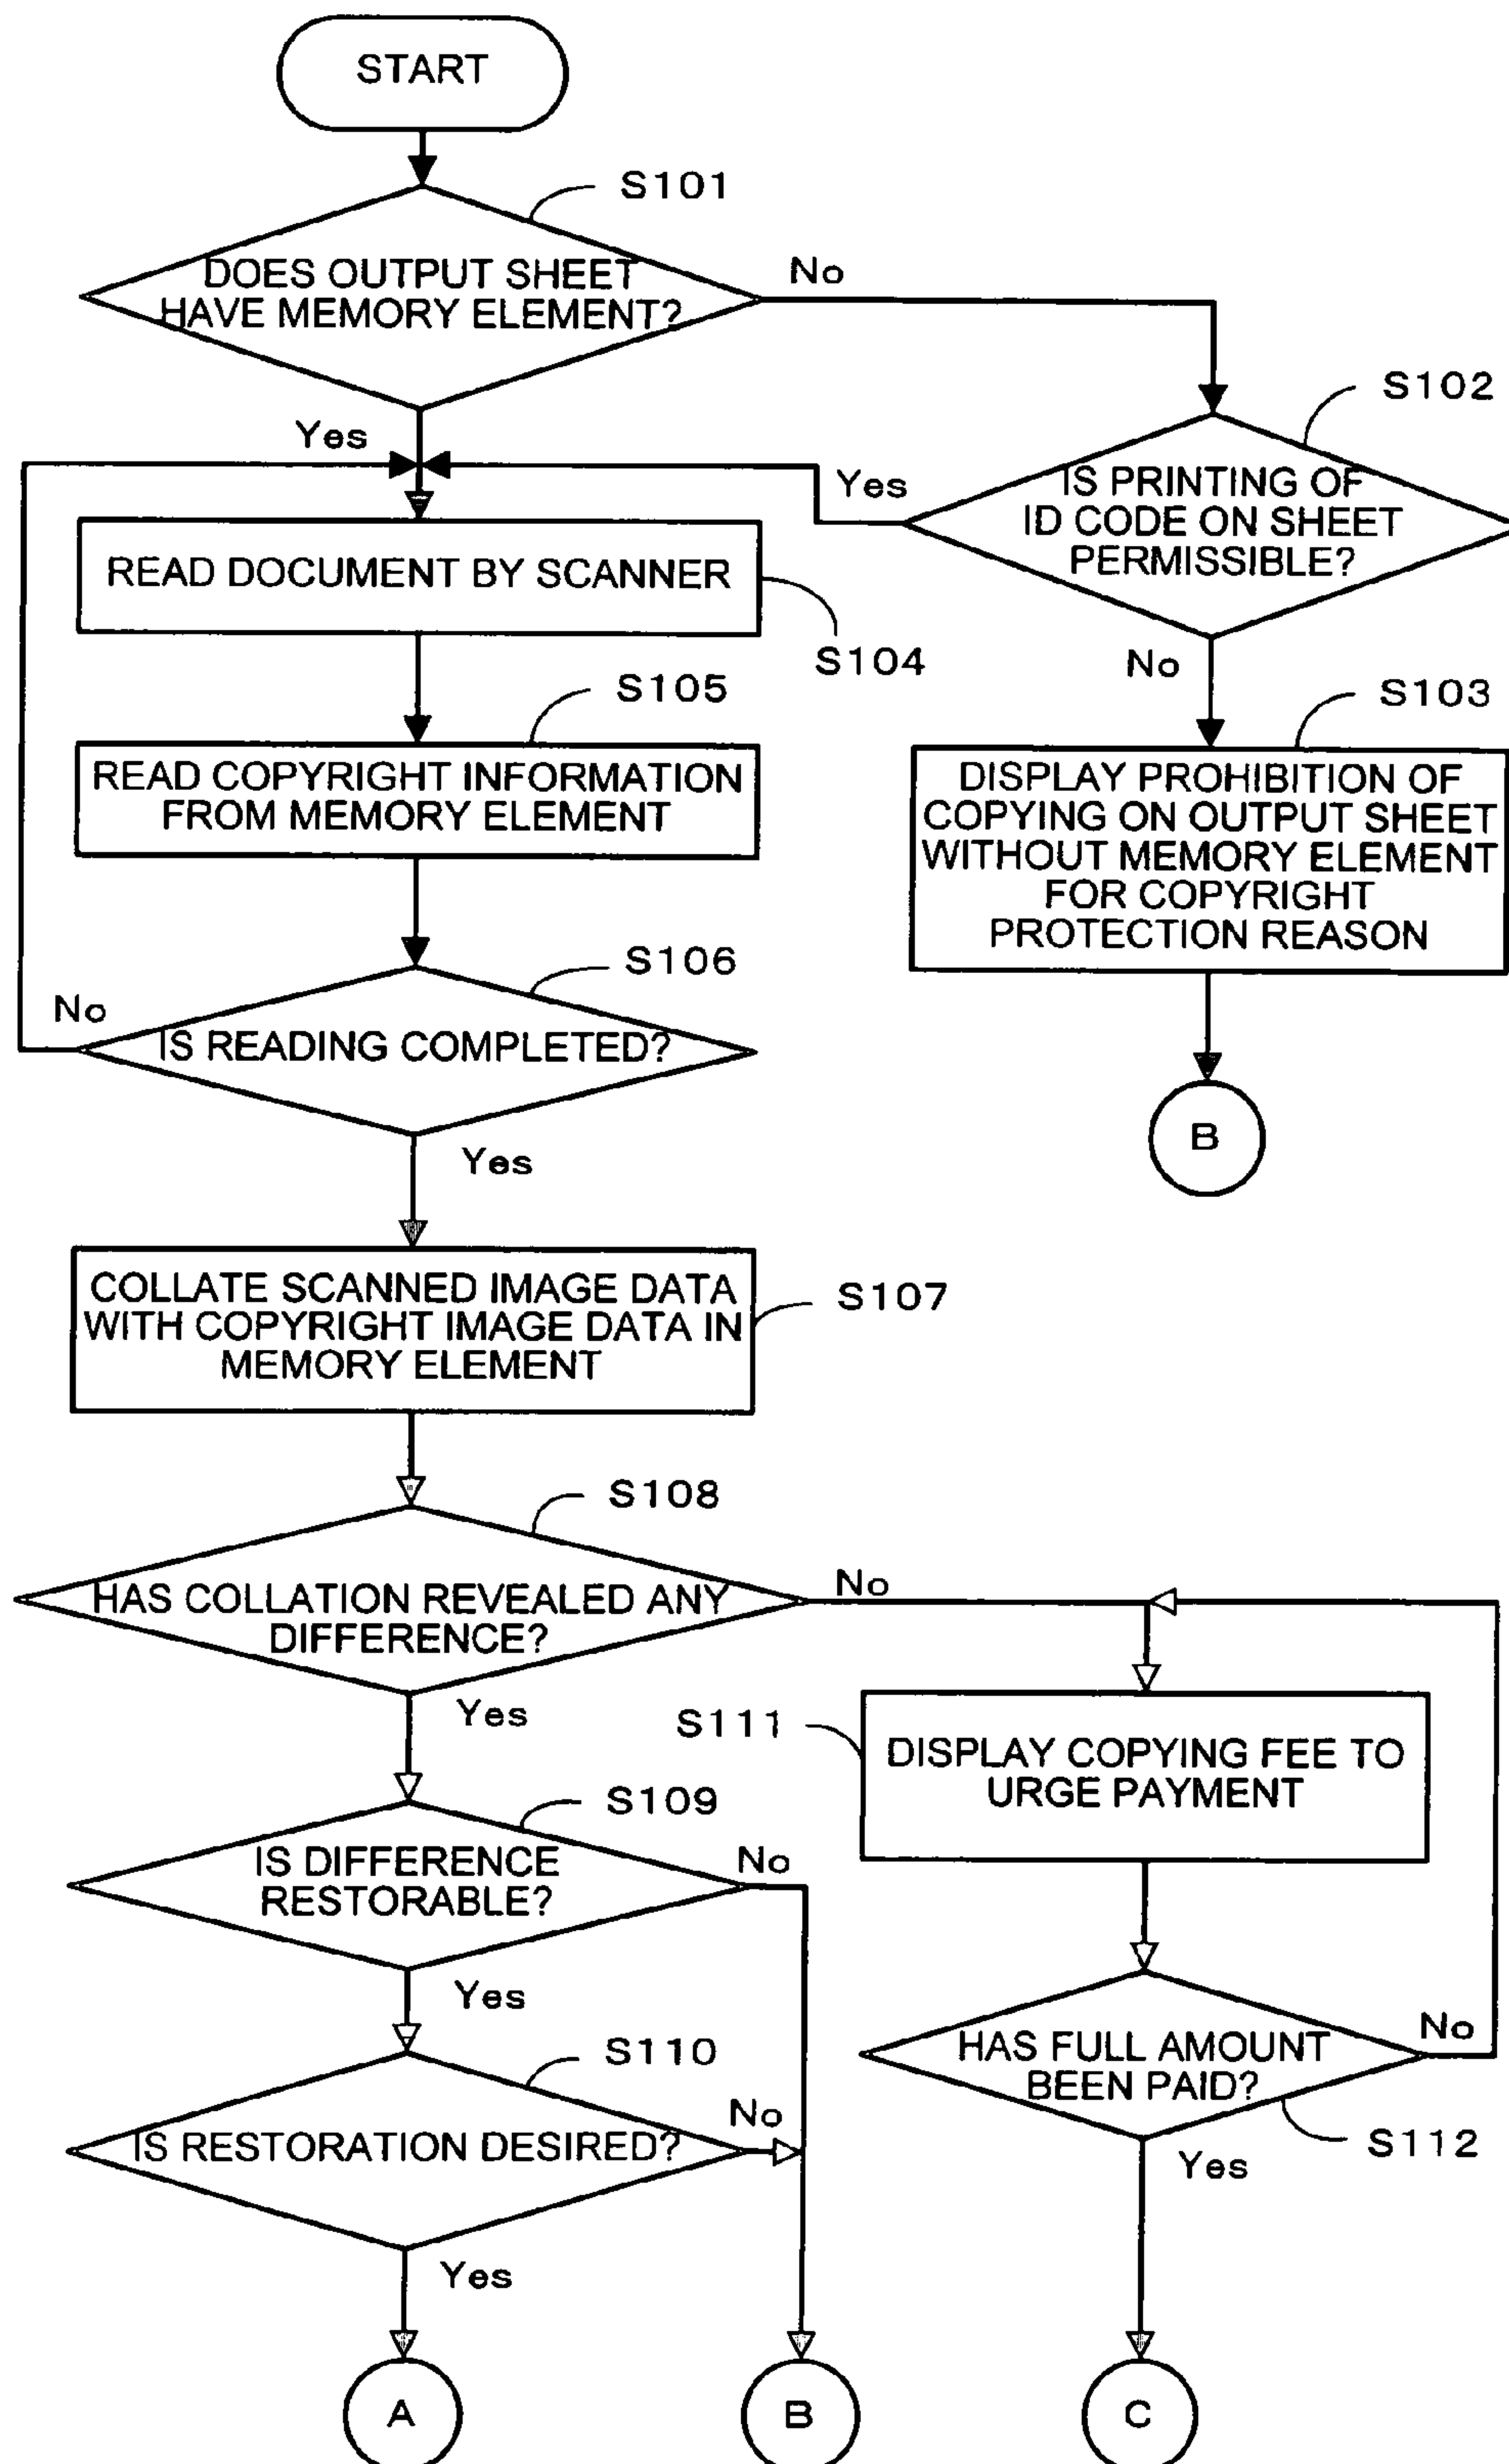 START
S101
DOES OUTPUT SHEET
HAVE MEMORY ELEMENT?
No
Yes
S102
IS PRINTING OF
ID CODE ON SHEET
PERMISSIBLE?
Yes
No
READ DOCUMENT BY SCANNER
S104
S103
DISPLAY PROHIBITION OF
COPYING ON OUTPUT SHEET
WITHOUT MEMORY ELEMENT
FOR COPYRIGHT
PROTECTION REASON
B
S105
READ COPYRIGHT INFORMATION
FROM MEMORY ELEMENT
S106
No
IS READING COMPLETED?
Yes
COLLATE SCANNED IMAGE DATA
WITH COPYRIGHT IMAGE DATA IN
MEMORY ELEMENT
S107
S108
HAS COLLATION REVEALED ANY
DIFFERENCE?
No
Yes
S111
DISPLAY COPYING FEE TO
URGE PAYMENT
S109
IS DIFFERENCE
RESTORABLE?
No
Yes
HAS FULL AMOUNT
BEEN PAID?
No
S112
Yes
S110
IS RESTORATION DESIRED?
No
Yes
A
B
C